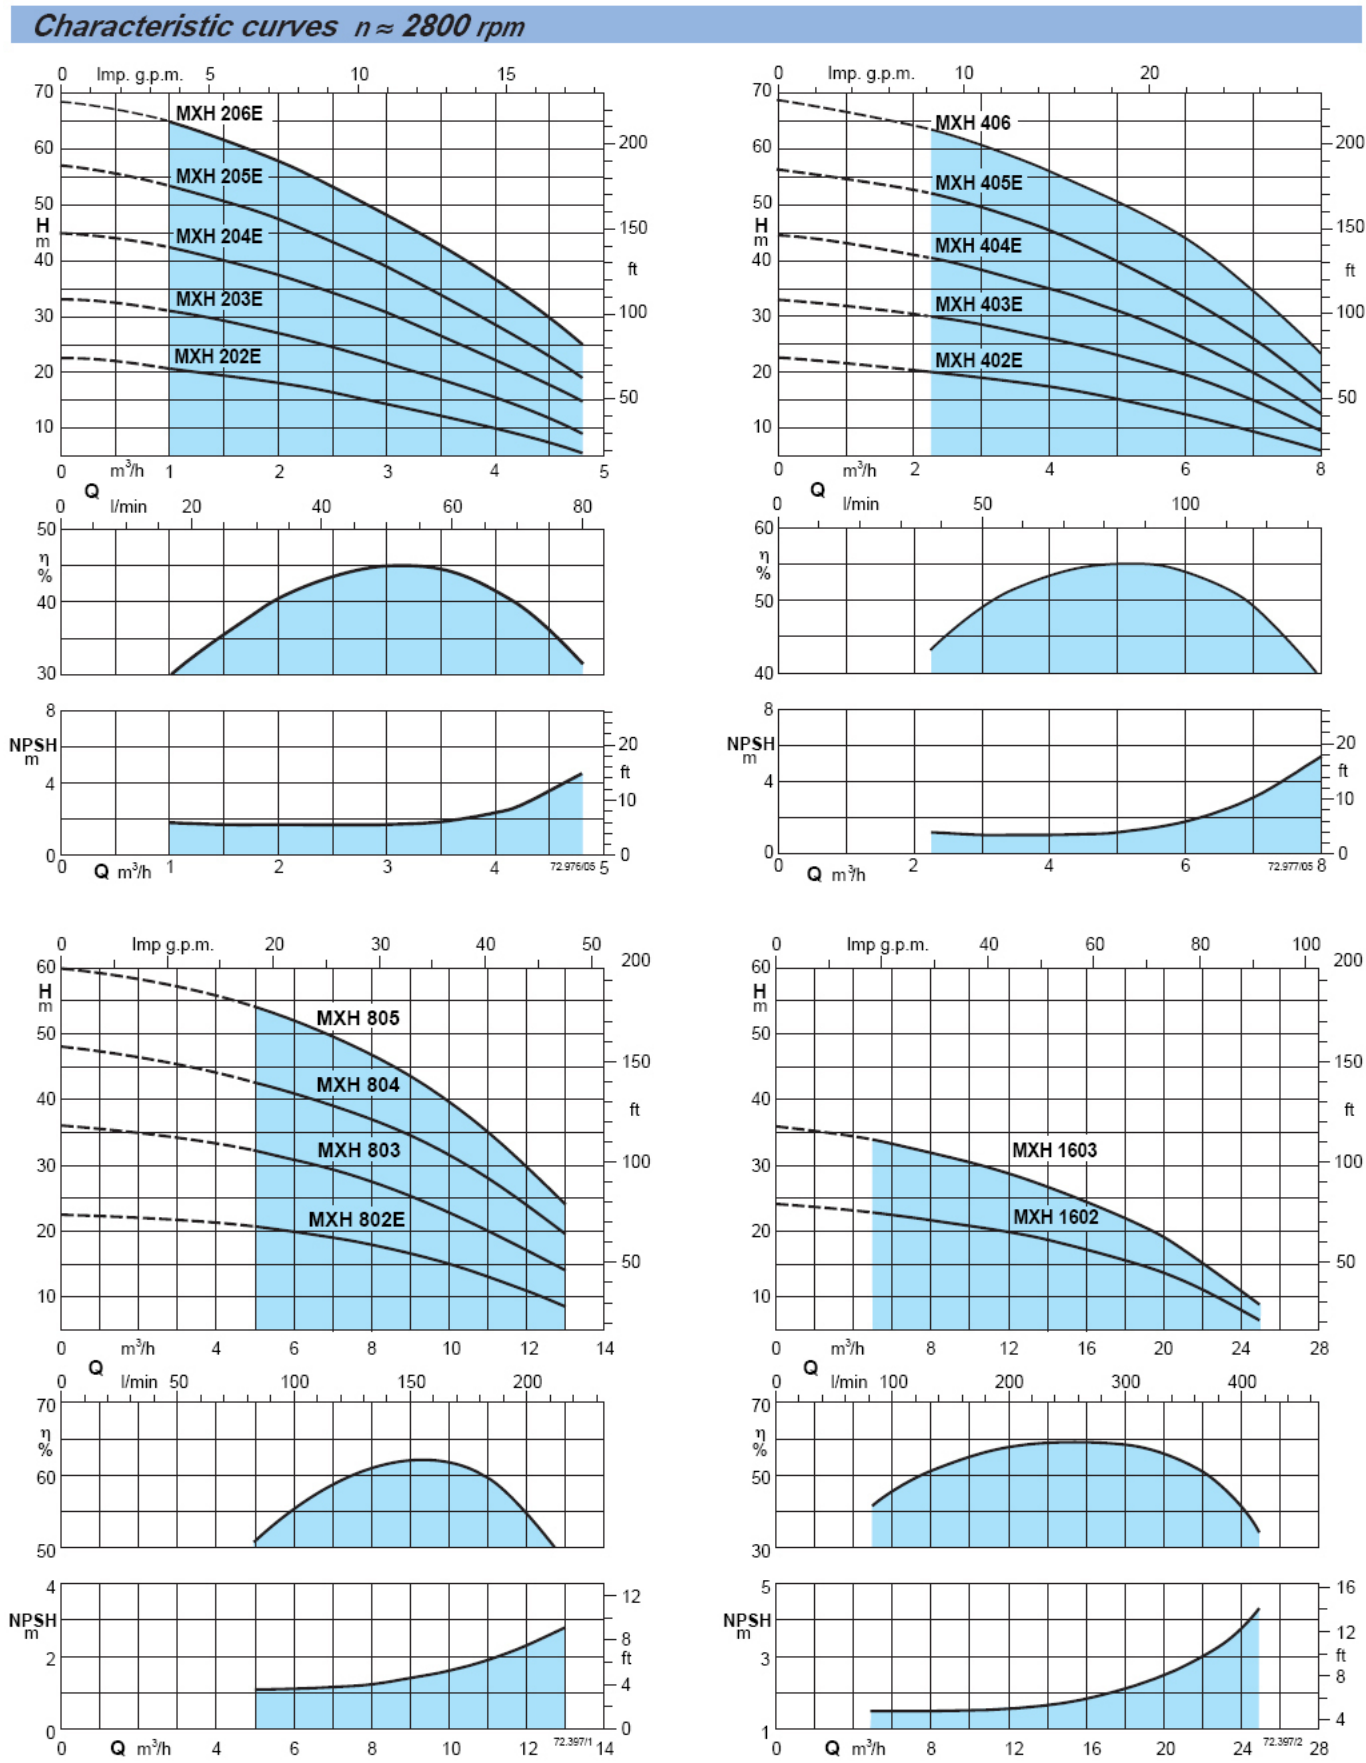 Characteristic curves n ≈ 2800 rpm
0 Imp. g.p.m. 5 10 15
70
60
50
H
m
40
30
20
10
200
150
ft
100
50
MXH 206E
MXH 205E
MXH 204E
MXH 203E
MXH 202E
0 m³/h 1 2 3 4 5
Q
0 l/min 20 40 60 80
50
η
%
40
30
8
NPSH
m
4
0
20
ft
10
0
0 Q m³/h 1 2 3 4 72.976/05 5
0 Imp. g.p.m. 10 20
70
60
50
H
m
40
30
20
10
200
150
ft
100
50
MXH 406
MXH 405E
MXH 404E
MXH 403E
MXH 402E
0 m³/h 2 4 6 8
Q
0 l/min 50 100
60
η
%
50
40
8
NPSH
m
4
0
20
ft
10
0
0 Q m³/h 2 4 6 72.977/05 8
0 Imp g.p.m. 20 30 40 50
60
H
m
50
40
30
20
10
200
150
ft
100
50
MXH 805
MXH 804
MXH 803
MXH 802E
0 m³/h 4 6 8 10 12 14
Q
0 l/min 50 100 150 200
70
η
%
60
50
4
NPSH
m
2
0
12
8
ft
4
0
0 Q m³/h 4 6 8 10 12 72.397/1 14
0 Imp g.p.m. 40 60 80 100
60
H
m
50
40
30
20
10
200
150
ft
100
50
MXH 1603
MXH 1602
0 m³/h 8 12 16 20 24 28
Q
0 l/min 100 200 300 400
70
η
%
50
30
5
NPSH
m
3
1
16
12
ft
8
4
0 Q m³/h 8 12 16 20 24 72.397/2 28